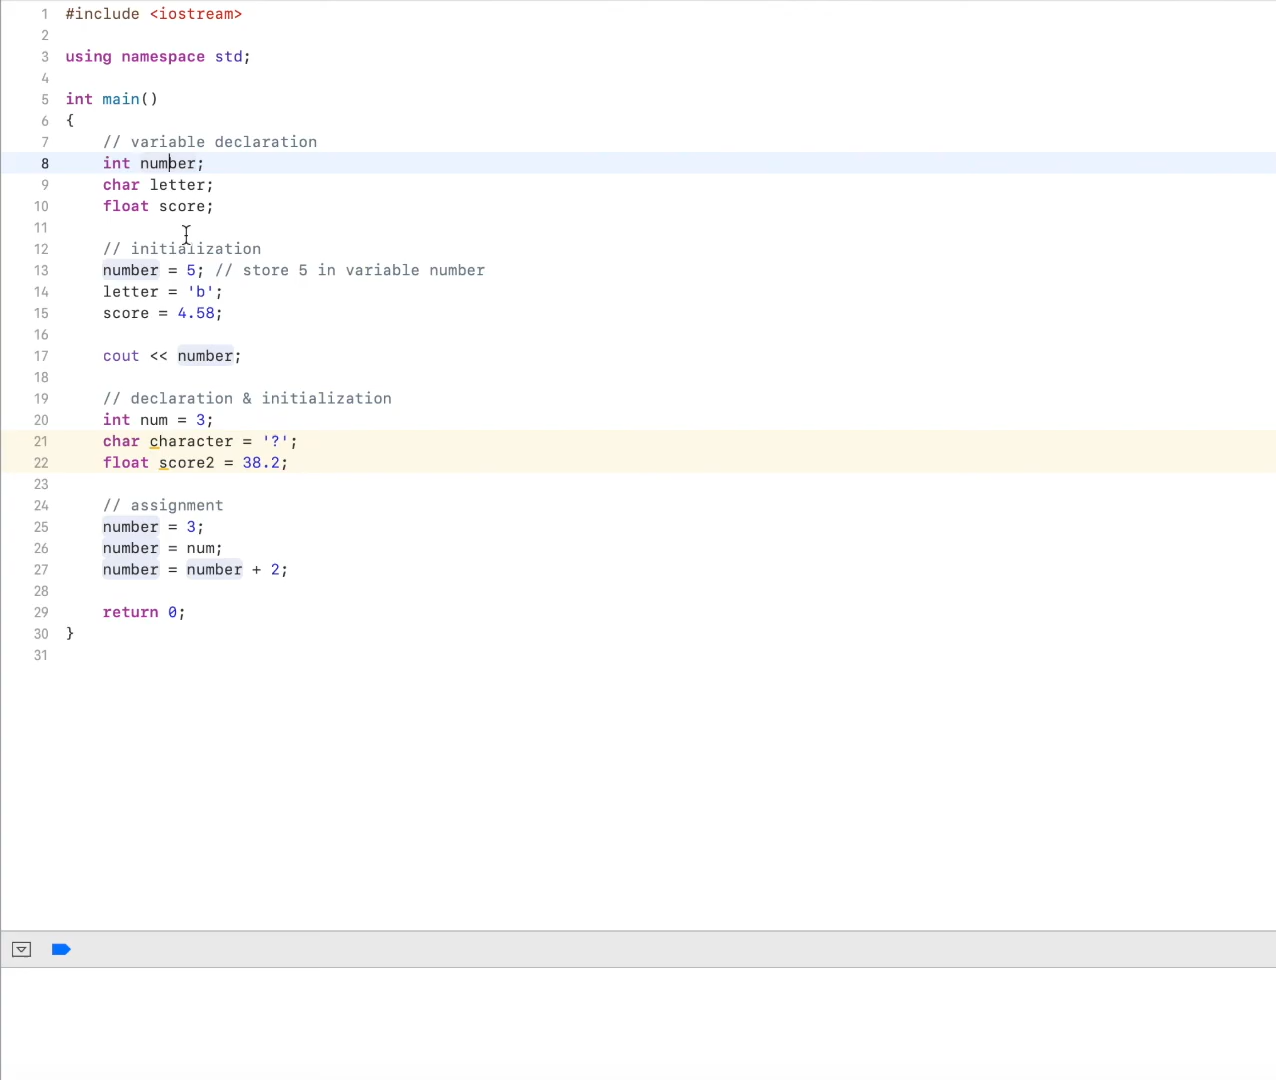 1 #include <iostream>
2
3 using namespace std;
4
5 int main()
6 {
7 // variable declaration
8 int number;
9 char letter;
10 float score;
11
12 // initialization
13 number = 5; // store 5 in variable number
14 letter = 'b';
15 score = 4.58;
16
17 cout << number;
18
19 // declaration & initialization
20 int num = 3;
21 char character = '?';
22 float score2 = 38.2;
23
24 // assignment
25 number = 3;
26 number = num;
27 number = number + 2;
28
29 return 0;
30 }
31